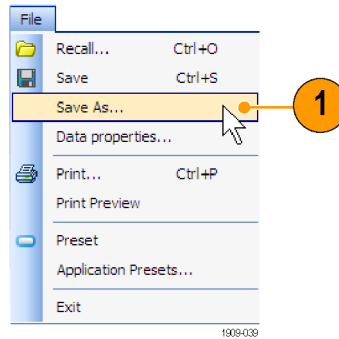 File
Recall... Ctrl+O
Save Ctrl+S
Save As...
1
Data properties...
Print... Ctrl+P
Print Preview
Preset
Application Presets...
Exit
1909-039